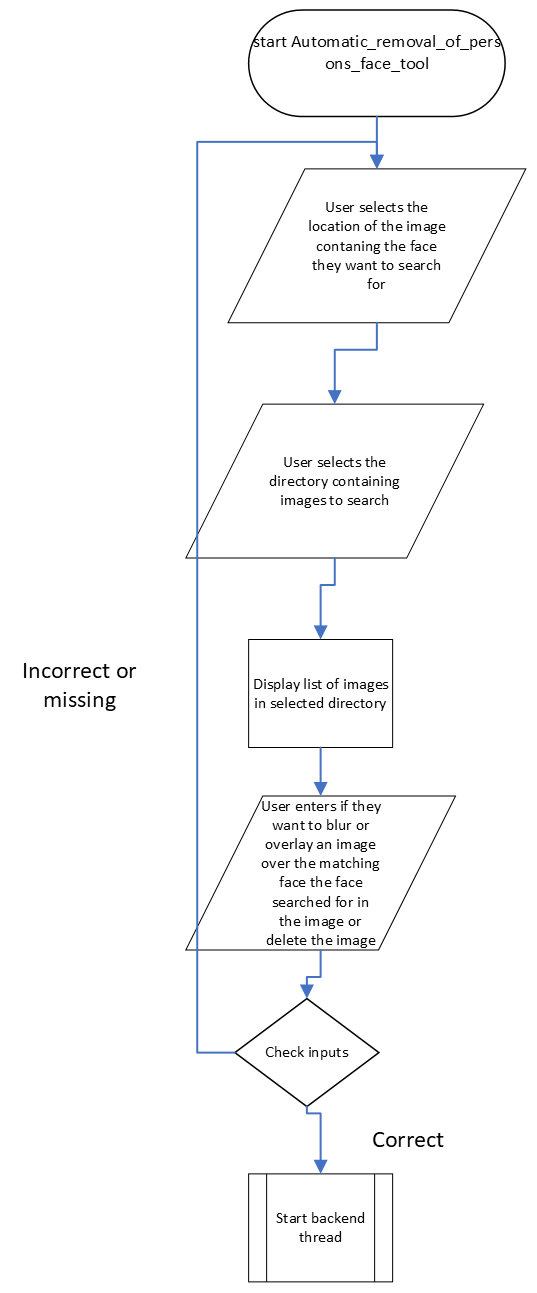 start Automatic_removal_of_pers
ons_face_tool
User selects the
location of the image
contaning the face
they want to search
for
User selects the
directory containing
images to search
Display list of images
in selected directory
Incorrect or
missing
User enters if they
want to blur or
overlay an image
over the matching
face the face
searched for in
the image or
delete the image
Check inputs
Correct
Start backend
thread